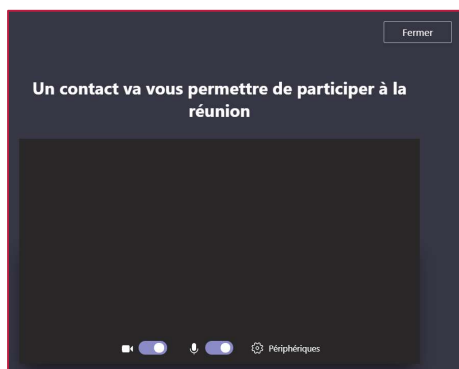 Fermer
Un contact va vous permettre de participer à la
réunion
Périphériques